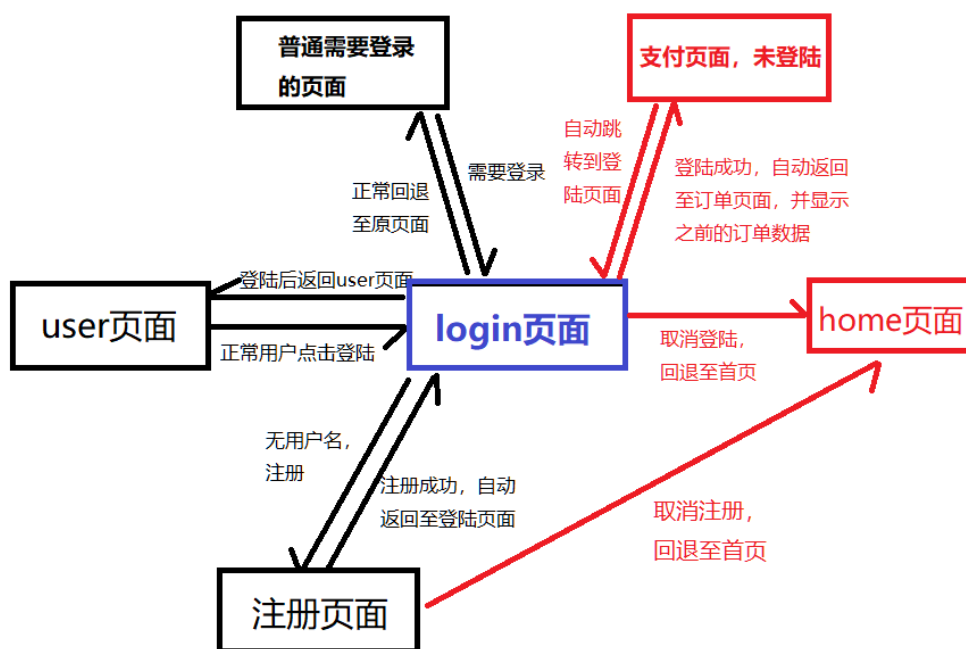 普通需要登录
的页面
支付页面，未登陆
自动跳
转到登
陆页面
需要登录
登陆成功，自动返回
至订单页面，并显示
之前的订单数据
正常回退
至原页面
登陆后返回user页面
user页面
login页面
home页面
正常用户点击登陆
取消登陆，
回退至首页
无用户名，
注册
注册成功，自动
返回至登陆页面
取消注册，
回退至首页
注册页面